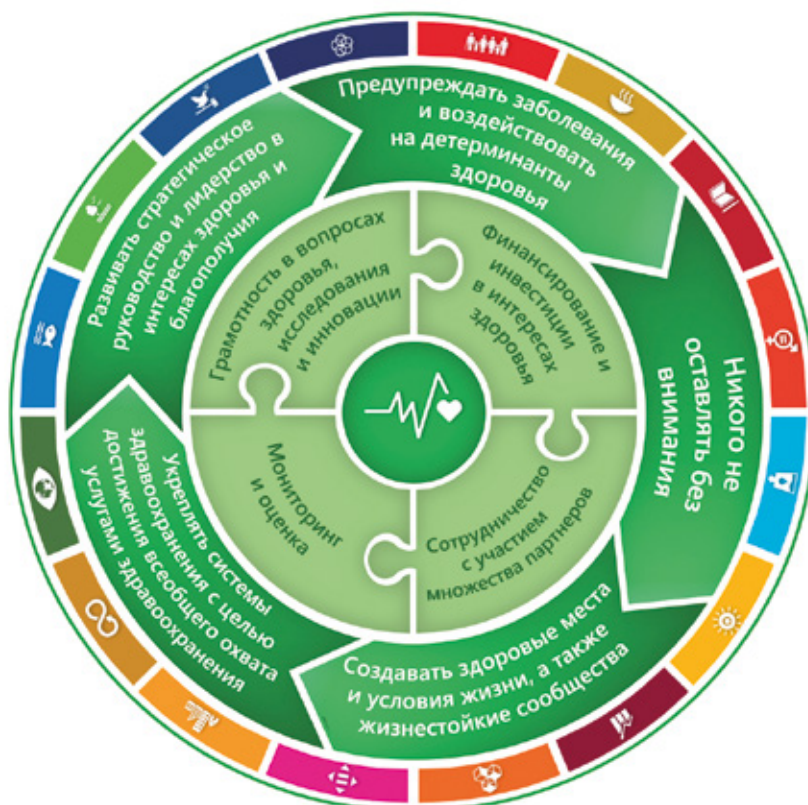 Предупреждать заболевания
и воздействовать
на детерминанты
здоровья
Никого не
оставлять без
внимания
Создавать здоровые места
и условия жизни, а также
жизнестойкие сообщества
Укреплять системы
здравоохранения с целью
достижения всеобщего охвата
услугами здравоохранения
Развивать стратегическое
руководство и лидерство в
интересах здоровья и
благополучия
Грамотность в вопросах
здоровья,
исследования
и инновации
Финансирование и
инвестиции
в интересах
здоровья
Сотрудничество
с участием
множества партнеров
Мониторинг
и оценка